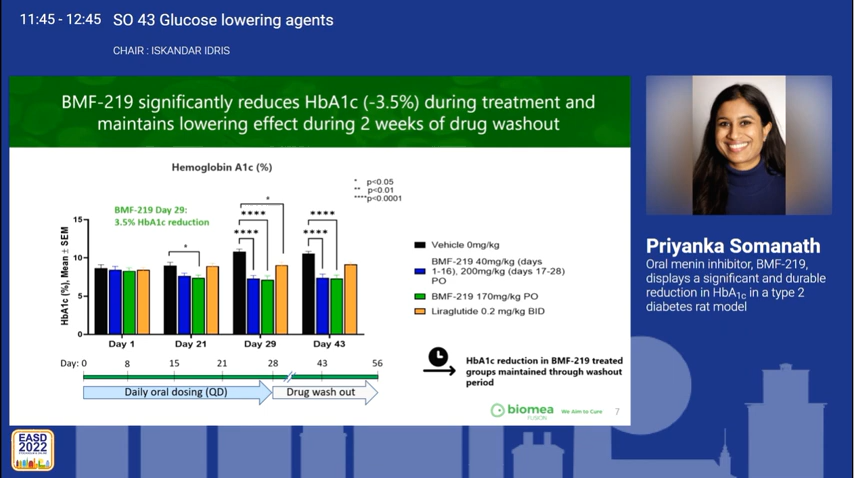 11:45 - 12:45 SO 43 Glucose lowering agents
CHAIR : ISKANDAR IDRIS
BMF-219 significantly reduces HbA1c (-3.5%) during treatment and
maintains lowering effect during 2 weeks of drug washout
Hemoglobin A1c (%)
* p<0.05
** p<0.01
****p<0.0001
BMF-219 Day 29:
3.5% HbA1c reduction
HbA1c (%), Mean ± SEM
15
10
5
0
*
****
****
*
****
****
Day 1 Day 21 Day 29 Day 43
Vehicle 0mg/kg
BMF-219 40mg/kg (days
1-16), 200mg/kg (days 17-28)
PO
BMF-219 170mg/kg PO
Liraglutide 0.2 mg/kg BID
Day: 0 8 15 21 28 43 56
Daily oral dosing (QD) Drug wash out
HbA1c reduction in BMF-219 treated
groups maintained through washout
period
biomea
FUSION
We Aim to Cure
7
Priyanka Somanath
Oral menin inhibitor, BMF-219,
displays a significant and durable
reduction in HbA1c in a type 2
diabetes rat model
EASD
2022